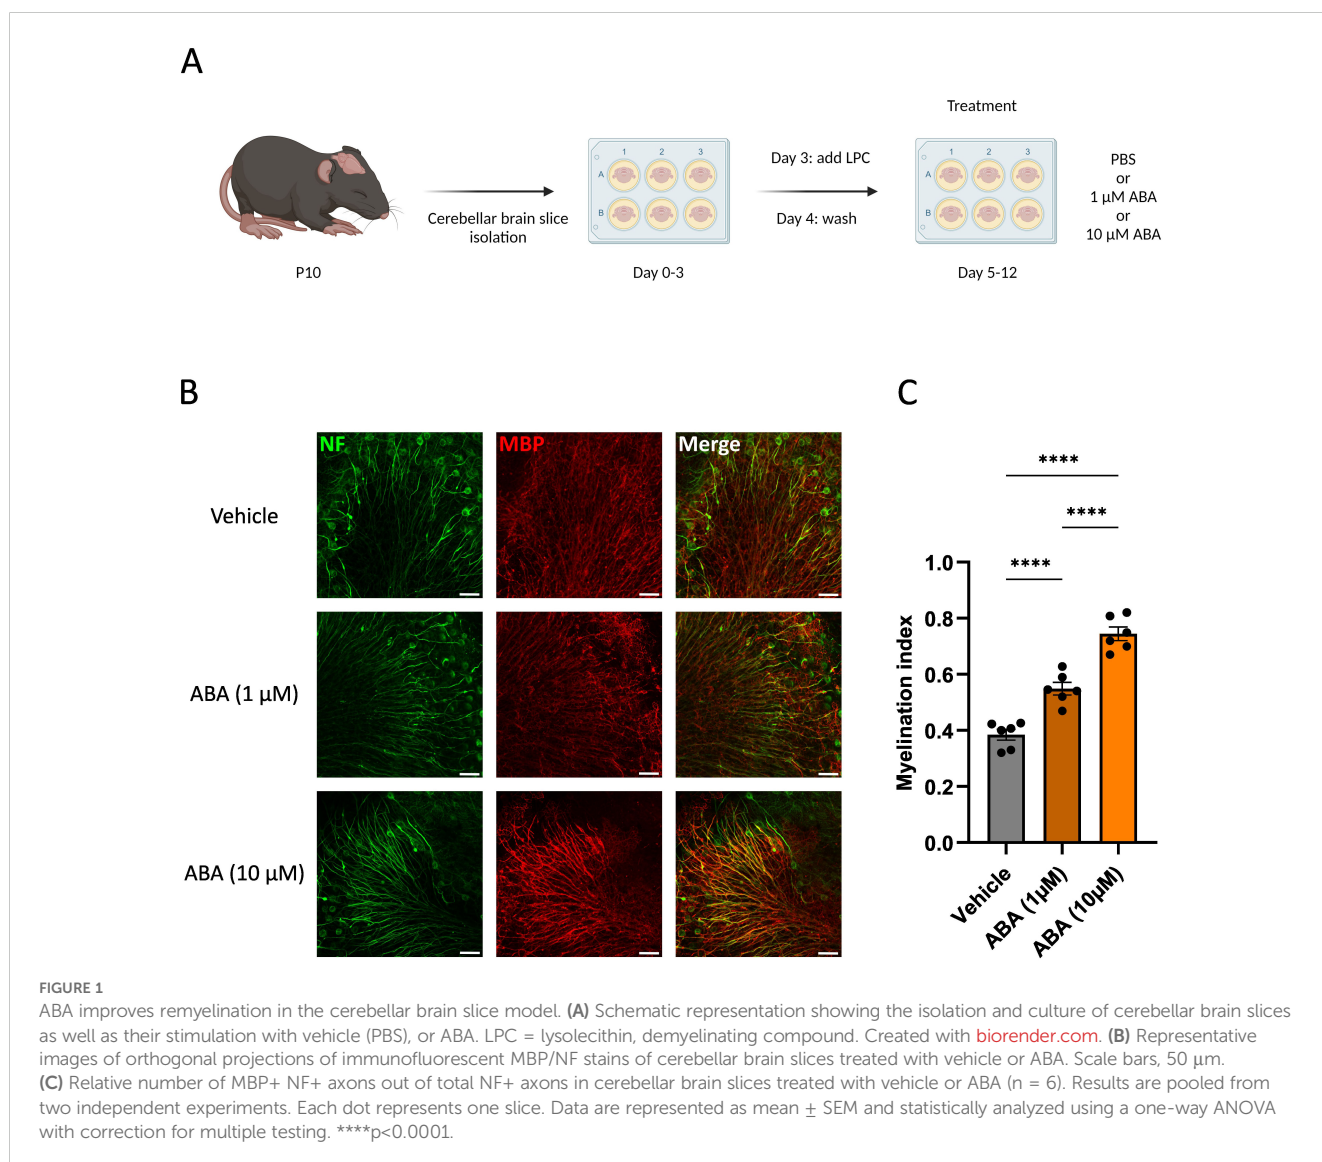 A
Treatment
1 2 3
A
B
Day 3: add LPC
Day 4: wash
1 2 3
A
B
PBS
or
1 µM ABA
or
10 µM ABA
Cerebellar brain slice
isolation
P10
Day 0-3
Day 5-12
B
NF
MBP
Merge
Vehicle
ABA (1 µM)
ABA (10 µM)
C
****
****
****
1.0
0.8
0.6
0.4
0.2
0.0
Myelination index
Vehicle
ABA (1µM)
ABA (10µM)
FIGURE 1
ABA improves remyelination in the cerebellar brain slice model. (A) Schematic representation showing the isolation and culture of cerebellar brain slices
as well as their stimulation with vehicle (PBS), or ABA. LPC = lysolecithin, demyelinating compound. Created with biorender.com. (B) Representative
images of orthogonal projections of immunofluorescent MBP/NF stains of cerebellar brain slices treated with vehicle or ABA. Scale bars, 50 µm.
(C) Relative number of MBP+ NF+ axons out of total NF+ axons in cerebellar brain slices treated with vehicle or ABA (n = 6). Results are pooled from
two independent experiments. Each dot represents one slice. Data are represented as mean ± SEM and statistically analyzed using a one-way ANOVA
with correction for multiple testing. ****p<0.0001.